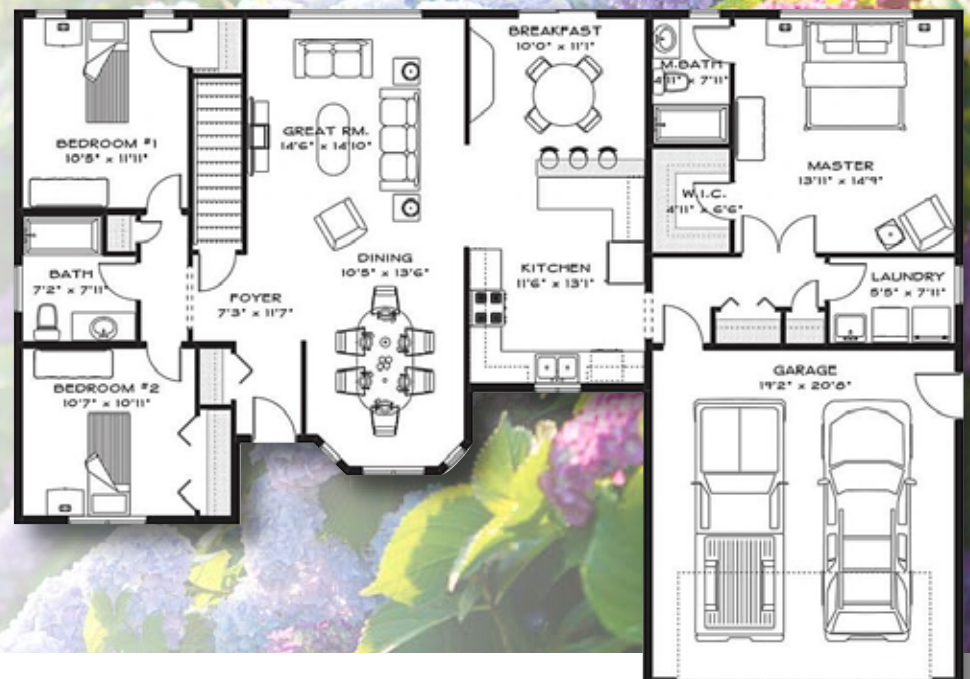 BREAKFAST
10'0" x 11'1"
M.BATH
4'11" x 7'11"
GREAT RM.
14'6" x 14'10"
BEDROOM #1
10'5" x 11'11"
MASTER
13'11" x 14'9"
W.I.C.
4'11" x 6'6"
DINING
10'5" x 13'6"
BATH
7'2" x 7'11"
KITCHEN
11'6" x 13'1"
LAUNDRY
5'5" x 7'11"
FOYER
7'3" x 11'7"
BEDROOM #2
10'7" x 10'11"
GARAGE
19'2" x 20'8"